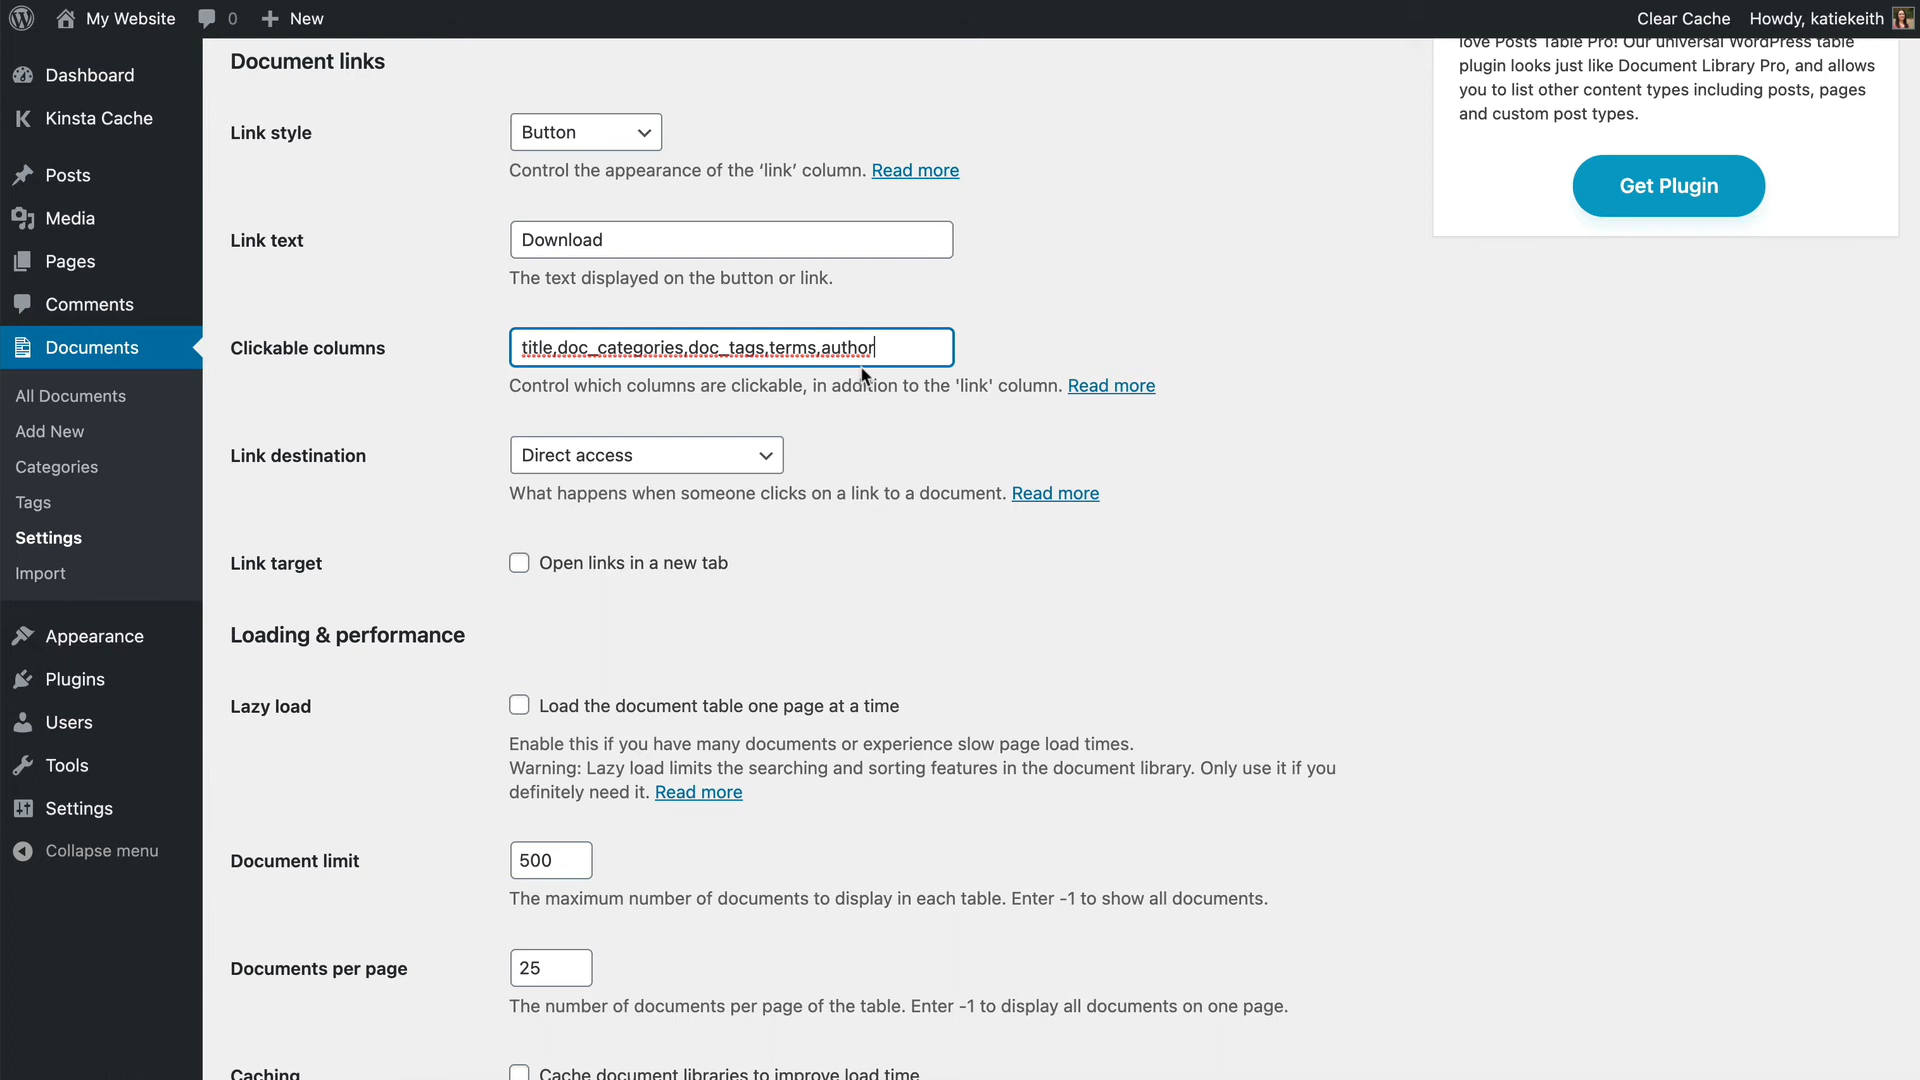 My Website
0
New
Clear Cache
Howdy, katiekeith
Dashboard
Kinsta Cache
Posts
Media
Pages
Comments
Documents
All Documents
Add New
Categories
Tags
Settings
Import
Appearance
Plugins
Users
Tools
Settings
Collapse menu
Document links
Link style
Button
Control the appearance of the ‘link’ column. Read more
Link text
Download
The text displayed on the button or link.
Clickable columns
title,doc_categories,doc_tags,terms,author
Control which columns are clickable, in addition to the 'link' column. Read more
Link destination
Direct access
What happens when someone clicks on a link to a document. Read more
Link target
Open links in a new tab
Loading & performance
Lazy load
Load the document table one page at a time
Enable this if you have many documents or experience slow page load times.
Warning: Lazy load limits the searching and sorting features in the document library. Only use it if you
definitely need it. Read more
Document limit
500
The maximum number of documents to display in each table. Enter -1 to show all documents.
Documents per page
25
The number of documents per page of the table. Enter -1 to display all documents on one page.
Caching
Cache document libraries to improve load time
love Posts Table Pro! Our universal WordPress table
plugin looks just like Document Library Pro, and allows
you to list other content types including posts, pages
and custom post types.
Get Plugin